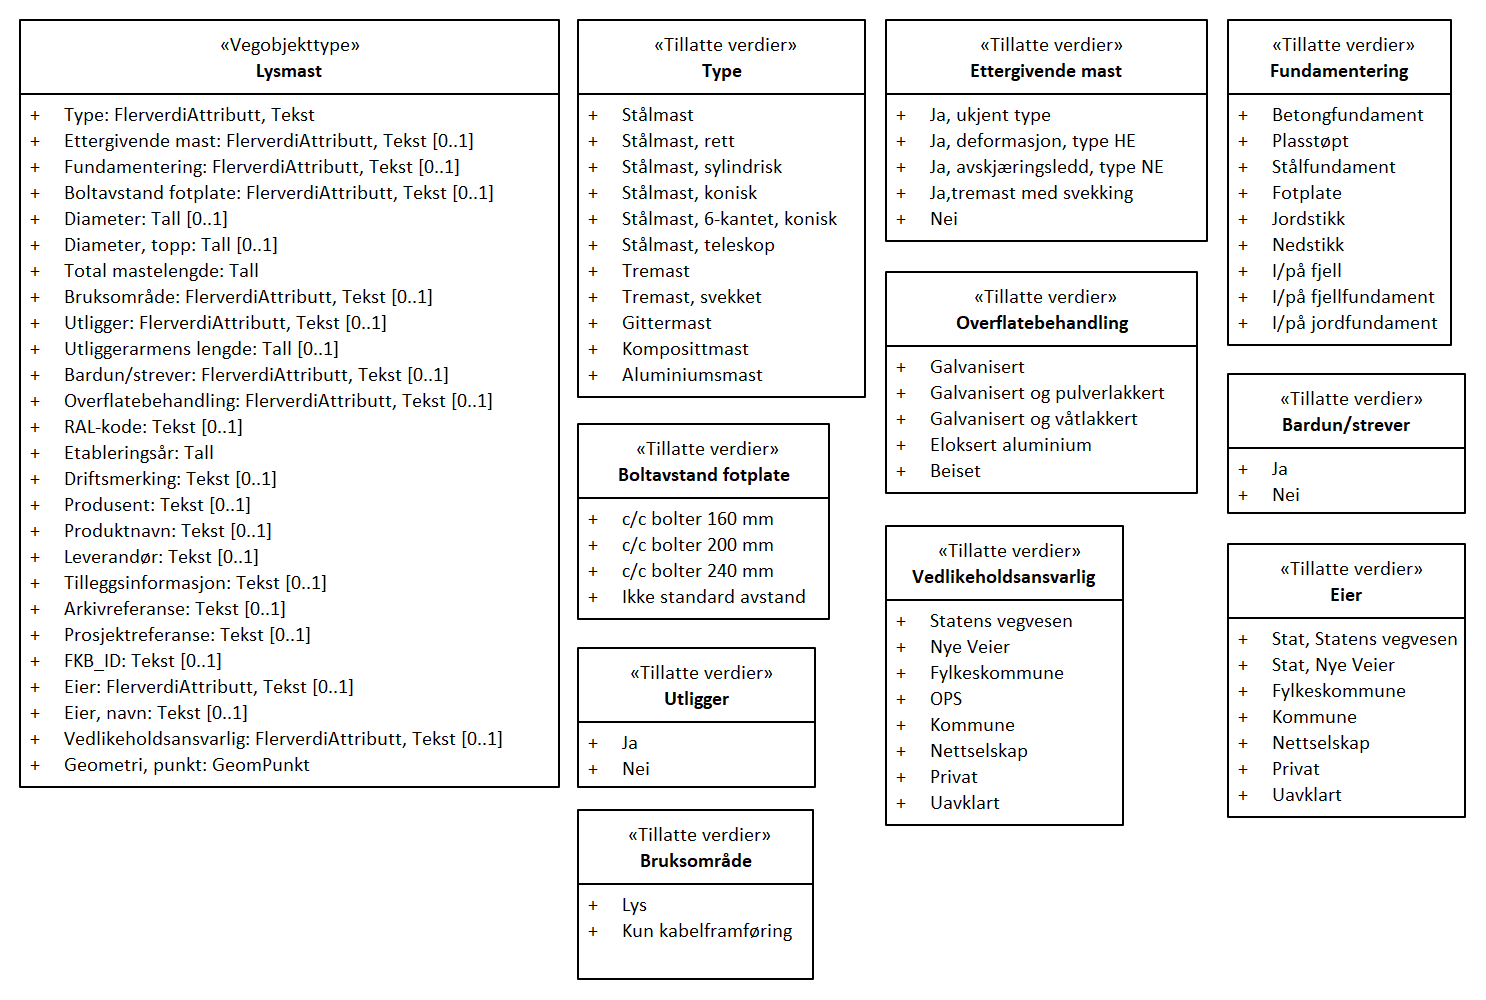 «Vegobjekttype»
Lysmast
+ Type: FlerverdiAttributt, Tekst
+ Ettergivende mast: FlerverdiAttributt, Tekst [0..1]
+ Fundamentering: FlerverdiAttributt, Tekst [0..1]
+ Boltavstand fotplate: FlerverdiAttributt, Tekst [0..1]
+ Diameter: Tall [0..1]
+ Diameter, topp: Tall [0..1]
+ Total mastelengde: Tall
+ Bruksområde: FlerverdiAttributt, Tekst [0..1]
+ Utligger: FlerverdiAttributt, Tekst [0..1]
+ Utliggerarmens lengde: Tall [0..1]
+ Bardun/strever: FlerverdiAttributt, Tekst [0..1]
+ Overflatebehandling: FlerverdiAttributt, Tekst [0..1]
+ RAL-kode: Tekst [0..1]
+ Etableringsår: Tall
+ Driftsmerking: Tekst [0..1]
+ Produsent: Tekst [0..1]
+ Produktnavn: Tekst [0..1]
+ Leverandør: Tekst [0..1]
+ Tilleggsinformasjon: Tekst [0..1]
+ Arkivreferanse: Tekst [0..1]
+ Prosjektreferanse: Tekst [0..1]
+ FKB_ID: Tekst [0..1]
+ Eier: FlerverdiAttributt, Tekst [0..1]
+ Eier, navn: Tekst [0..1]
+ Vedlikeholdsansvarlig: FlerverdiAttributt, Tekst [0..1]
+ Geometri, punkt: GeomPunkt
«Tillatte verdier»
Type
+ Stålmast
+ Stålmast, rett
+ Stålmast, sylindrisk
+ Stålmast, konisk
+ Stålmast, 6-kantet, konisk
+ Stålmast, teleskop
+ Tremast
+ Tremast, svekket
+ Gittermast
+ Komposittmast
+ Aluminiumsmast
«Tillatte verdier»
Boltavstand fotplate
+ c/c bolter 160 mm
+ c/c bolter 200 mm
+ c/c bolter 240 mm
+ Ikke standard avstand
«Tillatte verdier»
Utligger
+ Ja
+ Nei
«Tillatte verdier»
Bruksområde
+ Lys
+ Kun kabelframføring
«Tillatte verdier»
Ettergivende mast
+ Ja, ukjent type
+ Ja, deformasjon, type HE
+ Ja, avskjæringsledd, type NE
+ Ja,tremast med svekking
+ Nei
«Tillatte verdier»
Overflatebehandling
+ Galvanisert
+ Galvanisert og pulverlakkert
+ Galvanisert og våtlakkert
+ Eloksert aluminium
+ Beiset
«Tillatte verdier»
Vedlikeholdsansvarlig
+ Statens vegvesen
+ Nye Veier
+ Fylkeskommune
+ OPS
+ Kommune
+ Nettselskap
+ Privat
+ Uavklart
«Tillatte verdier»
Fundamentering
+ Betongfundament
+ Plasstøpt
+ Stålfundament
+ Fotplate
+ Jordstikk
+ Nedstikk
+ I/på fjell
+ I/på fjellfundament
+ I/på jordfundament
«Tillatte verdier»
Bardun/strever
+ Ja
+ Nei
«Tillatte verdier»
Eier
+ Stat, Statens vegvesen
+ Stat, Nye Veier
+ Fylkeskommune
+ Kommune
+ Nettselskap
+ Privat
+ Uavklart